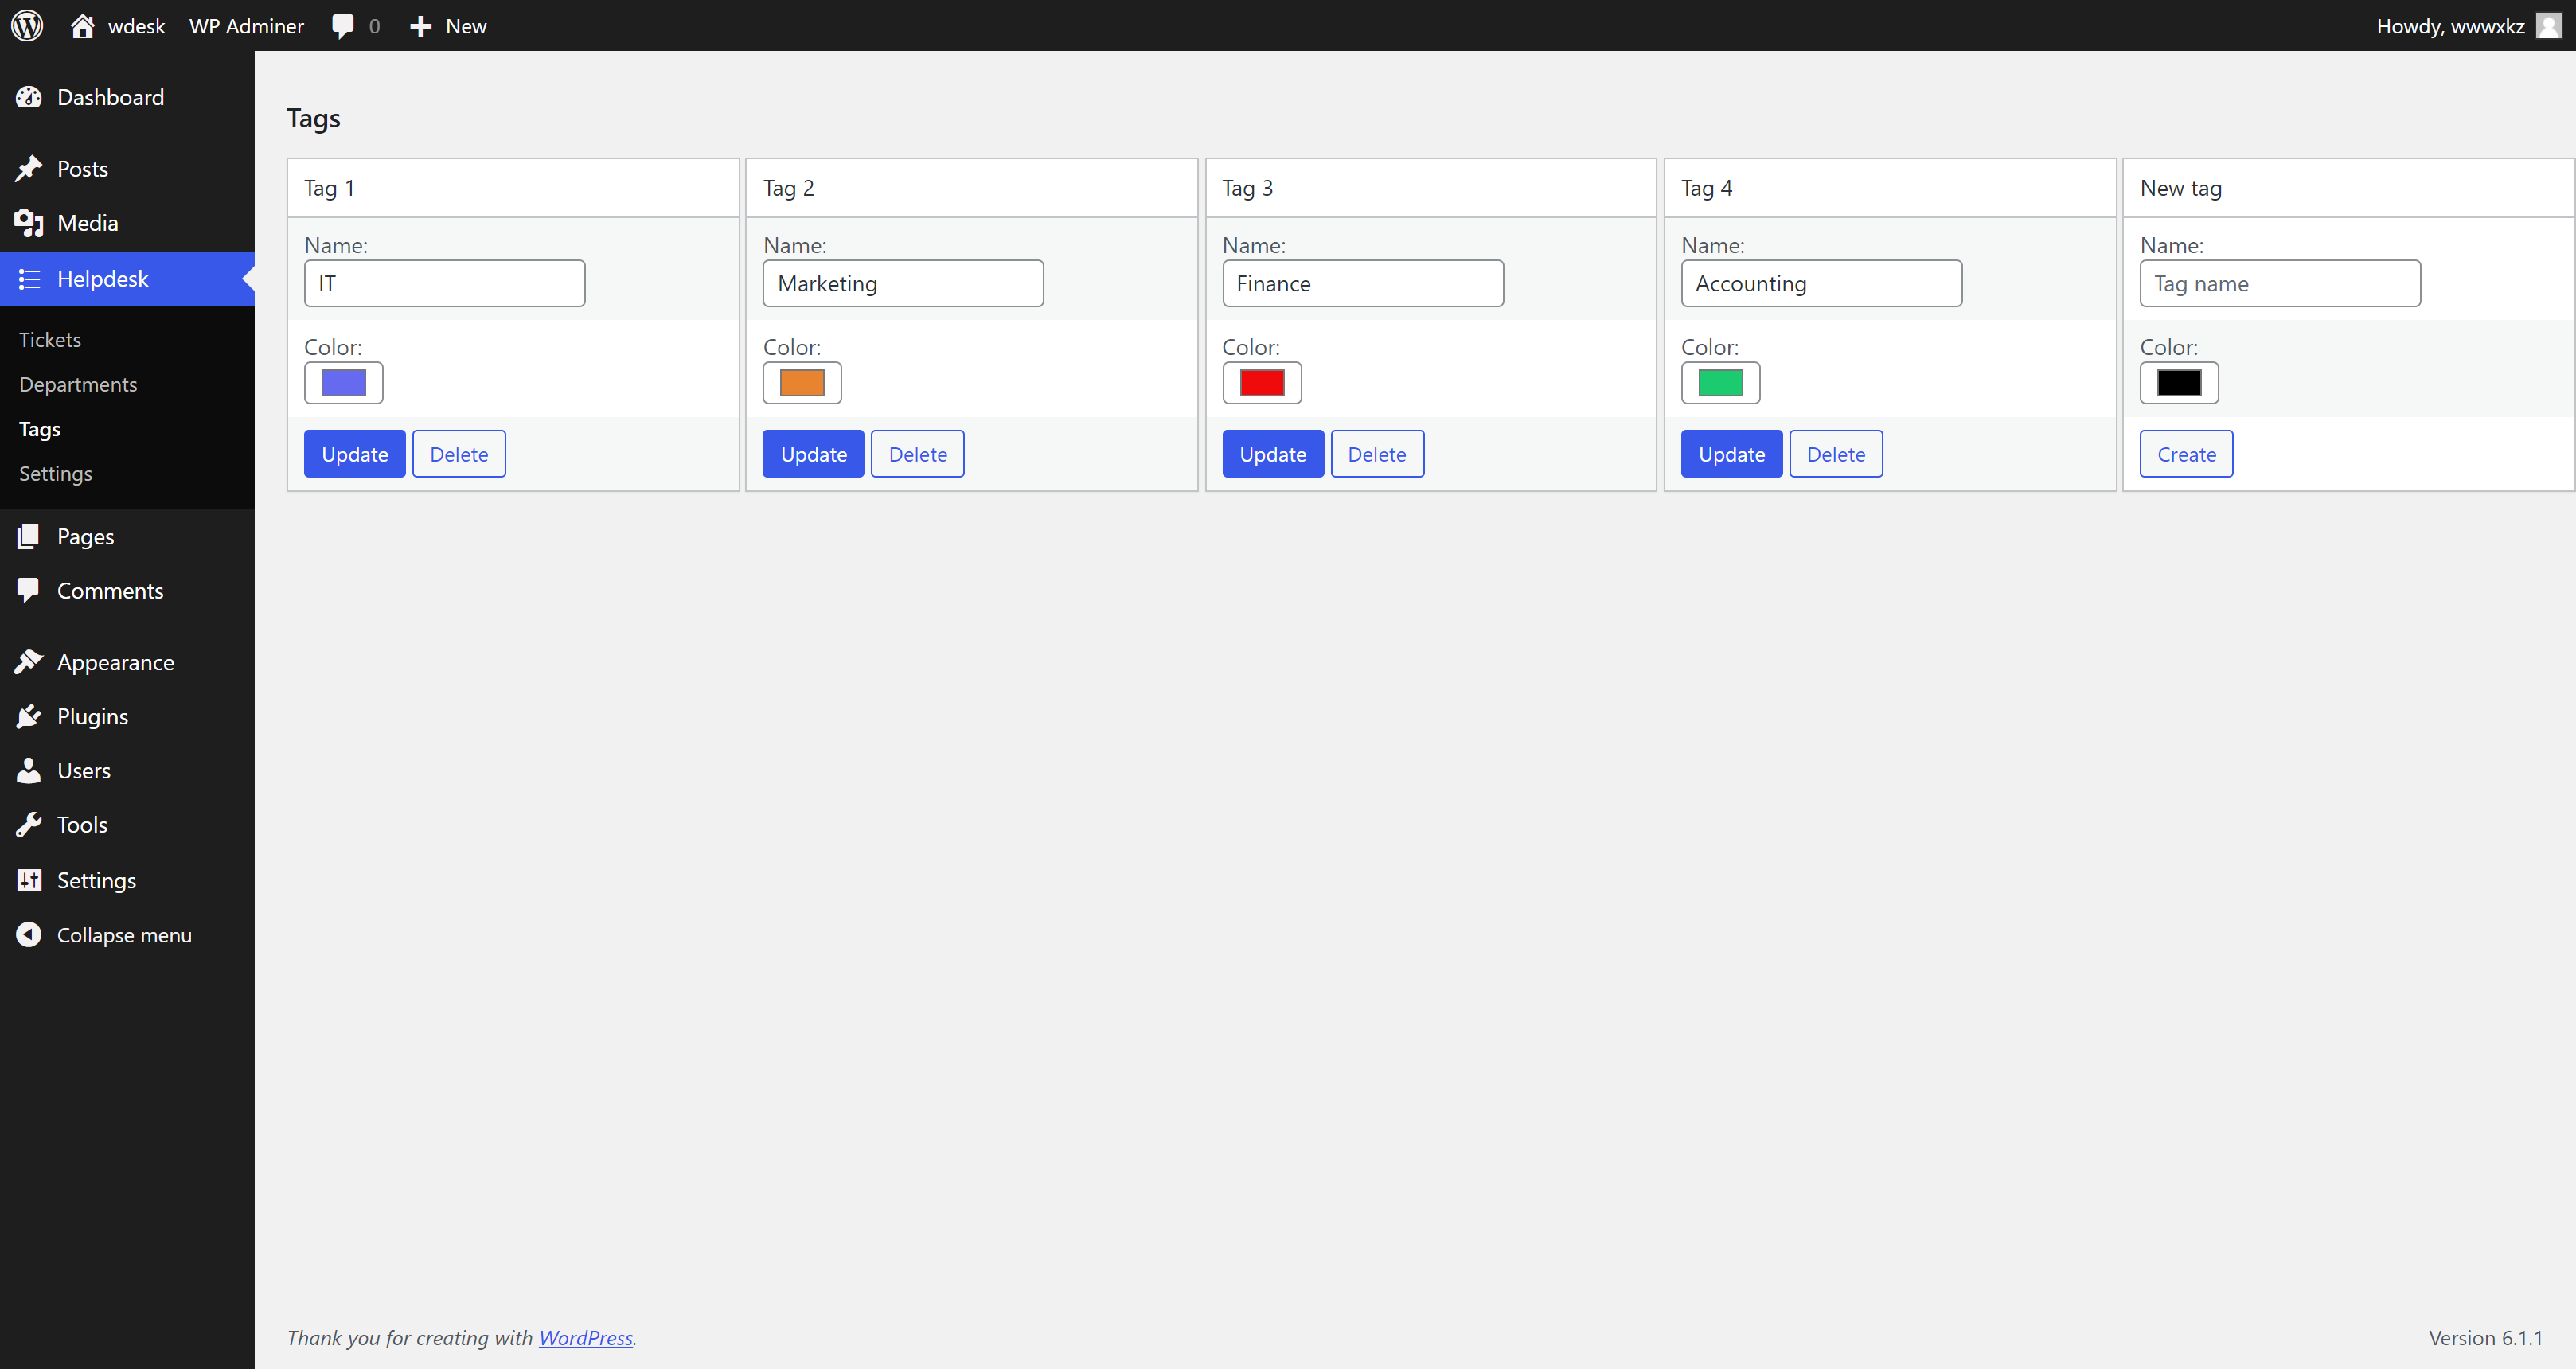 wdesk WP Adminer 0 New Howdy, wwwxkz
Dashboard
Posts
Media
Helpdesk
Tickets
Departments
Tags
Settings
Pages
Comments
Appearance
Plugins
Users
Tools
Settings
Collapse menu
Tags
Tag 1
Name:
IT
Color:
Update Delete
Tag 2
Name:
Marketing
Color:
Update Delete
Tag 3
Name:
Finance
Color:
Update Delete
Tag 4
Name:
Accounting
Color:
Update Delete
New tag
Name:
Tag name
Color:
Create
Thank you for creating with WordPress.
Version 6.1.1